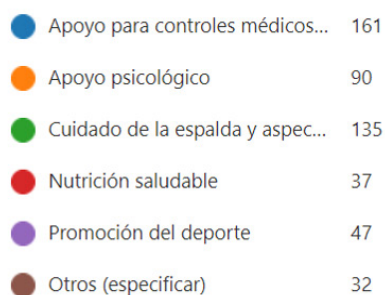 Apoyo para controles médicos... 161
Apoyo psicológico 90
Cuidado de la espalda y aspec... 135
Nutrición saludable 37
Promoción del deporte 47
Otros (especificar) 32